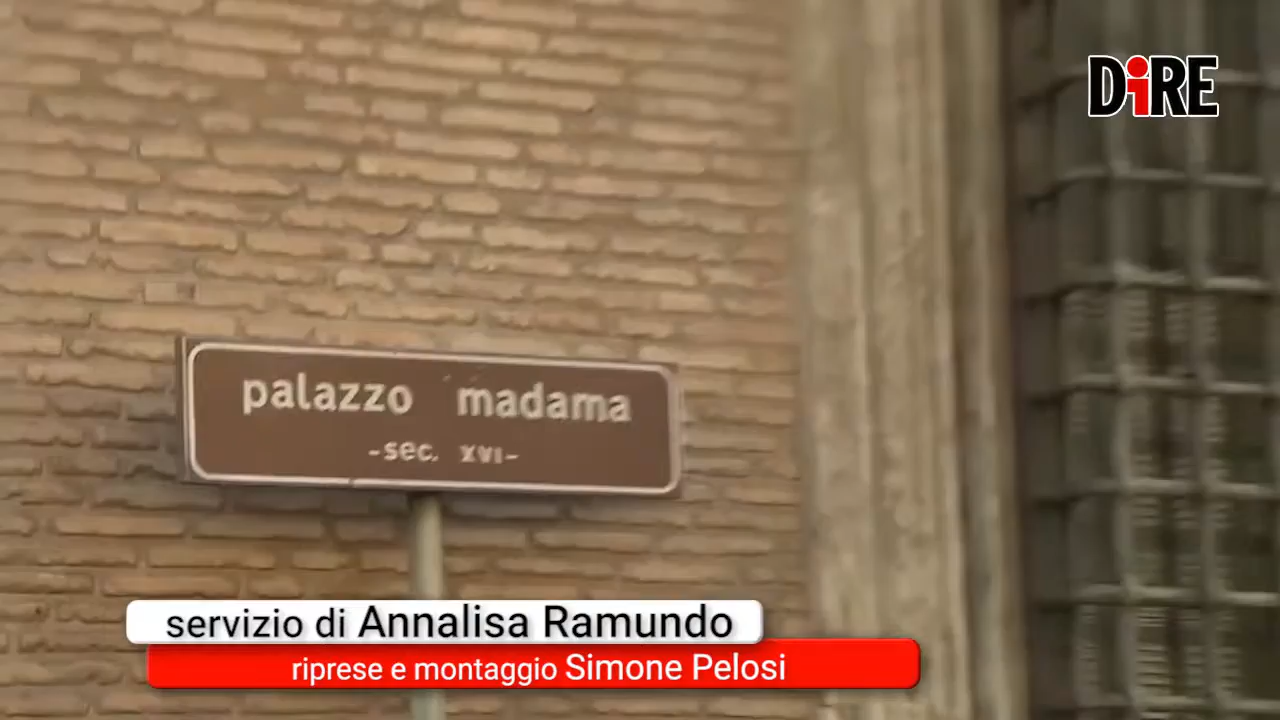 DiRE
palazzo madama
-sec. XVI-
servizio di Annalisa Ramundo
riprese e montaggio Simone Pelosi